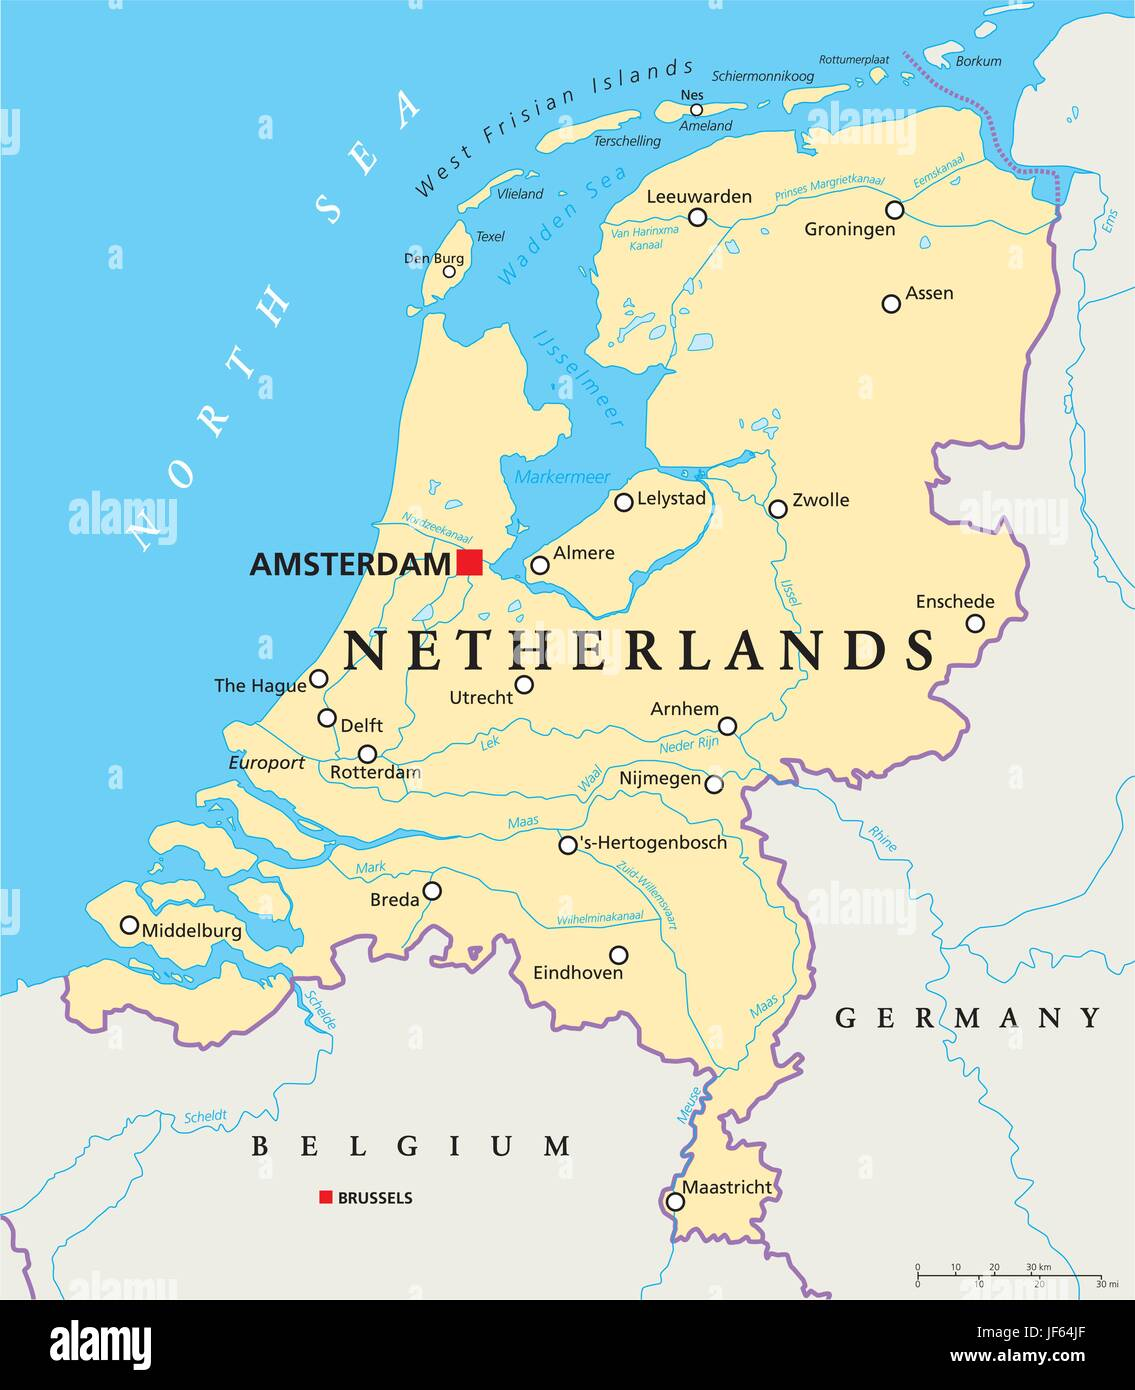 Borkum
Rottumerplaat
Schiermonnikoog
West Frisian Islands
Nes
Ameland
Terschelling
NORTH SEA
Wadden Sea
Vlieland
Eemskanaal
Prinses Margrietkanaal
Leeuwarden
Ems
Texel
Van Harinxma
Kanaal
Groningen
Den Burg
Assen
IJsselmeer
Markermeer
Lelystad
Zwolle
Nordzeekanaal
Almere
AMSTERDAM
IJssel
Enschede
NETHERLANDS
The Hague
Utrecht
Arnhem
Delft
Lek
Neder Rijn
Europort
Rotterdam
Waal
Nijmegen
Maas
Rhine
's-Hertogenbosch
Mark
Zuid-Willemsvaart
Breda
Wilhelminakanaal
Middelburg
Eindhoven
Schelde
Maas
GERMANY
Meuse
Scheldt
BELGIUM
Maastricht
BRUSSELS
0 10 20 30 km
0 10 20 30 mi
alamy
a
alamy
Image ID: JF64JF
www.alamy.com